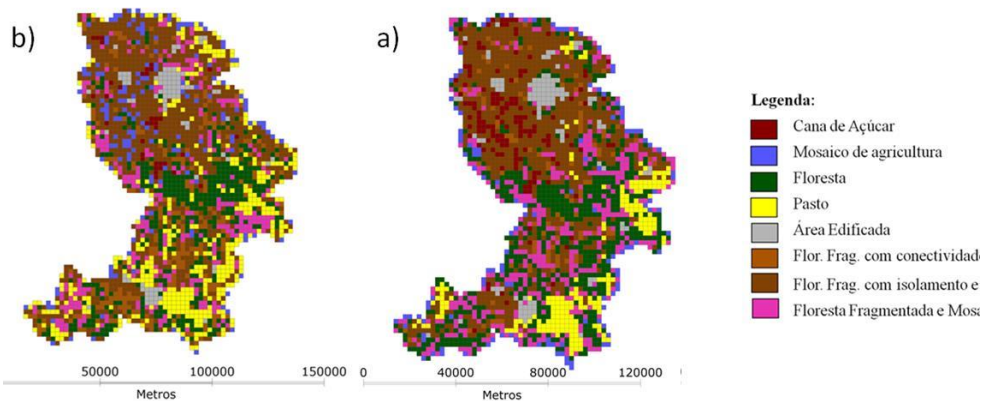 b)
a)
Legenda:
Cana de Açúcar
Mosaico de agricultura
Floresta
Pasto
Área Edificada
Flor. Frag. com conectividade
Flor. Frag. com isolamento e
Floresta Fragmentada e Mosa
50000 100000 150000
Metros
0 40000 80000 120000
Metros